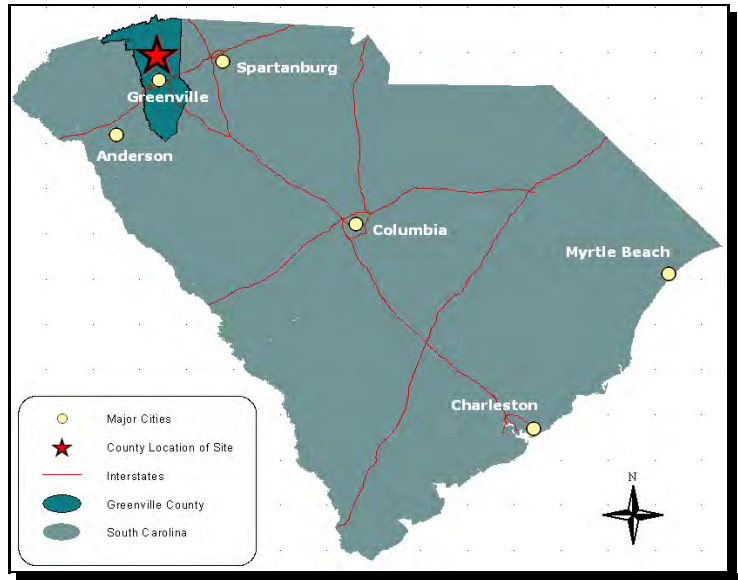 Spartanburg
Greenville
Anderson
Columbia
Myrtle Beach
Charleston
Major Cities
County Location of Site
Interstates
Greenville County
South Carolina
N